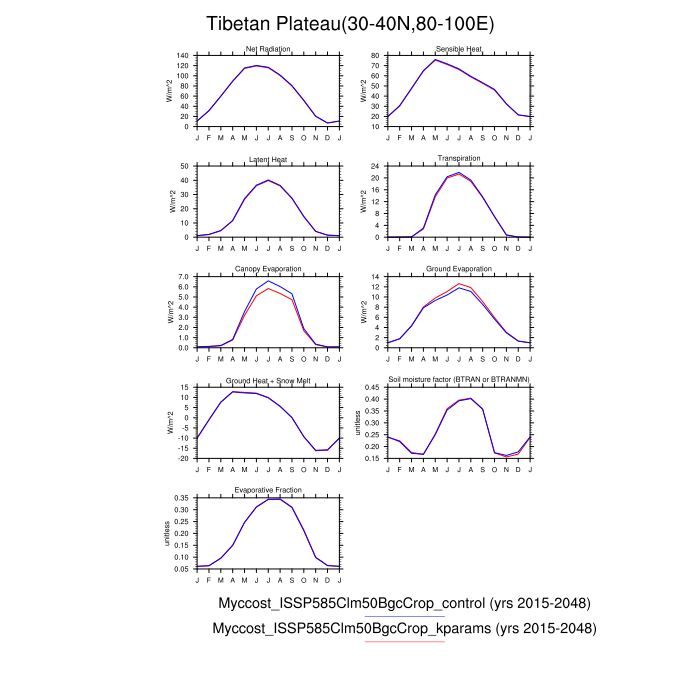 Tibetan Plateau(30-40N,80-100E)
Net Radiation
W/m^2
140
120
100
80
60
40
20
0
J F M A M J J A S O N D J
Sensible Heat
W/m^2
80
70
60
50
40
30
20
10
J F M A M J J A S O N D J
Latent Heat
W/m^2
50
40
30
20
10
0
J F M A M J J A S O N D J
Transpiration
W/m^2
24
20
16
12
8
4
0
J F M A M J J A S O N D J
Canopy Evaporation
W/m^2
7.0
6.0
5.0
4.0
3.0
2.0
1.0
0.0
J F M A M J J A S O N D J
Ground Evaporation
W/m^2
14
12
10
8
6
4
2
0
J F M A M J J A S O N D J
Ground Heat + Snow Melt
W/m^2
15
10
5
0
-5
-10
-15
-20
J F M A M J J A S O N D J
Soil moisture factor (BTRAN or BTRANMN)
unitless
0.45
0.40
0.35
0.30
0.25
0.20
0.15
J F M A M J J A S O N D J
Evaporative Fraction
unitless
0.35
0.30
0.25
0.20
0.15
0.10
0.05
J F M A M J J A S O N D J
Myccost_ISSP585Clm50BgcCrop_control (yrs 2015-2048)
Myccost_ISSP585Clm50BgcCrop_kparams (yrs 2015-2048)